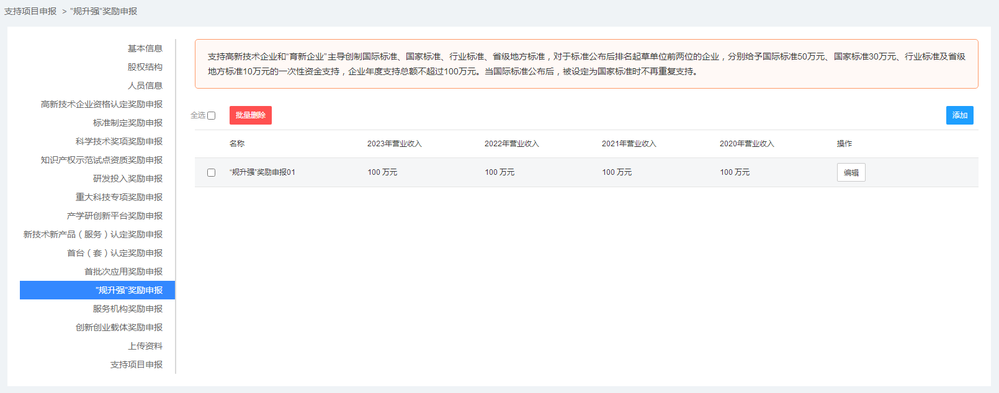 支持项目申报 > "规升强"奖励申报
基本信息
股权结构
人员信息
高新技术企业资格认定奖励申报
标准制定奖励申报
科学技术奖项奖励申报
知识产权示范试点资质奖励申报
研发投入奖励申报
重大科技专项奖励申报
产学研创新平台奖励申报
新技术新产品（服务）认定奖励申报
首台（套）认定奖励申报
首批次应用奖励申报
"规升强"奖励申报
服务机构奖励申报
创新创业载体奖励申报
上传资料
支持项目申报
支持高新技术企业和“育新企业”主导创制国际标准、国家标准、行业标准、省级地方标准，对于标准公布后排名起草单位前两位的企业，分别给予国际标准50万元、国家标准30万元、行业标准及省级
地方标准10万元的一次性资金支持，企业年度支持总额不超过100万元。当国际标准公布后，被设定为国家标准时不再重复支持。
全选 批量删除 添加
名称 2023年营业收入 2022年营业收入 2021年营业收入 2020年营业收入 操作
“规升强”奖励申报01 100 万元 100 万元 100 万元 100 万元 编辑